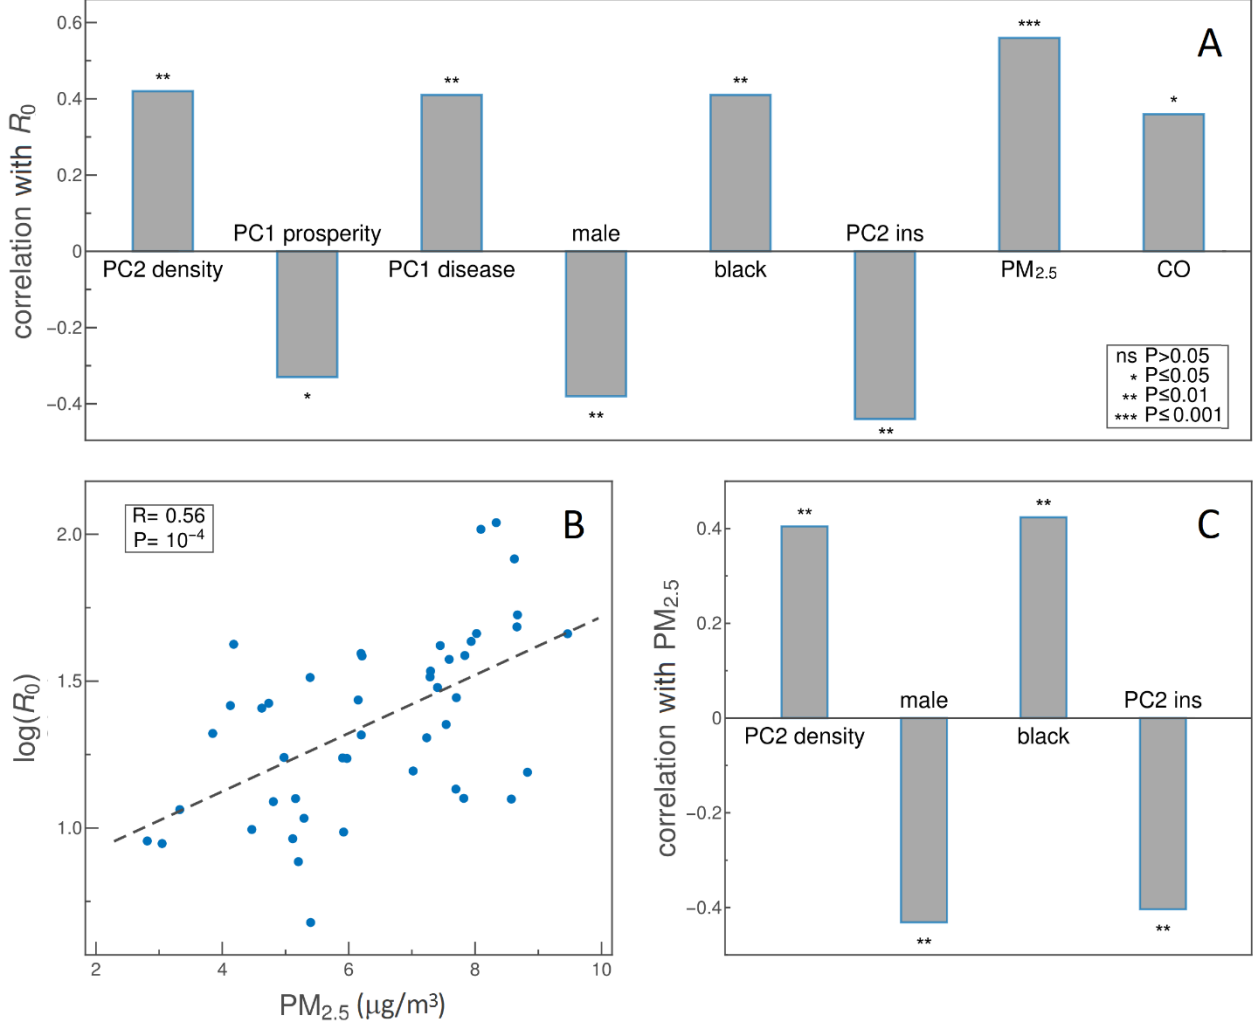 A
correlation with R₀
0.6
0.4
0.2
0
−0.2
−0.4
** ** ** *** *
PC1 prosperity male PC2 ins
PC2 density PC1 disease black PM₂.₅ CO
* ** **
ns P>0.05
* P≤0.05
** P≤0.01
*** P≤0.001
B
R= 0.56
P= 10⁻⁴
log(R₀)
2.0
1.5
1.0
2 4 6 8 10
PM₂.₅ (μg/m³)
C
correlation with PM₂.₅
0.4
0.2
0
−0.2
−0.4
** **
male PC2 ins
PC2 density black
** **